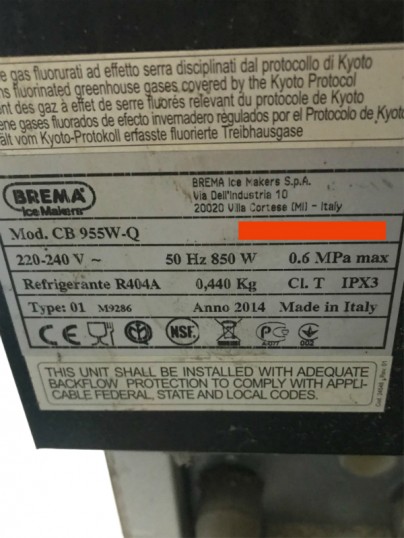 e gas fluorurati ad effetto serra disciplinati dal protocollo di Kyoto
ns fluorinated greenhouse gases covered by the Kyoto Protocol
ent des gaz à effet de serre fluorés relevant du protocole de Kyoto
ene gases fluorados de efecto invernadero regulados por el Protocolo de Kyoto
ält vom Kyoto-Protokoll erfasste fluorierte Treibhausgase
BREMA
Ice Makers
BREMA Ice Makers S.p.A.
Via Dell'Industria 10
20020 Villa Cortese (MI) - Italy
Mod. CB 955W-Q
220-240 V ~ 50 Hz 850 W 0.6 MPa max
Refrigerante R404A 0,440 Kg Cl. T IPX3
Type: 01 M9286 Anno 2014 Made in Italy
CE NSF. PC 002
THIS UNIT SHALL BE INSTALLED WITH ADEQUATE
BACKFLOW PROTECTION TO COMPLY WITH APPLI-
CABLE FEDERAL, STATE AND LOCAL CODES.